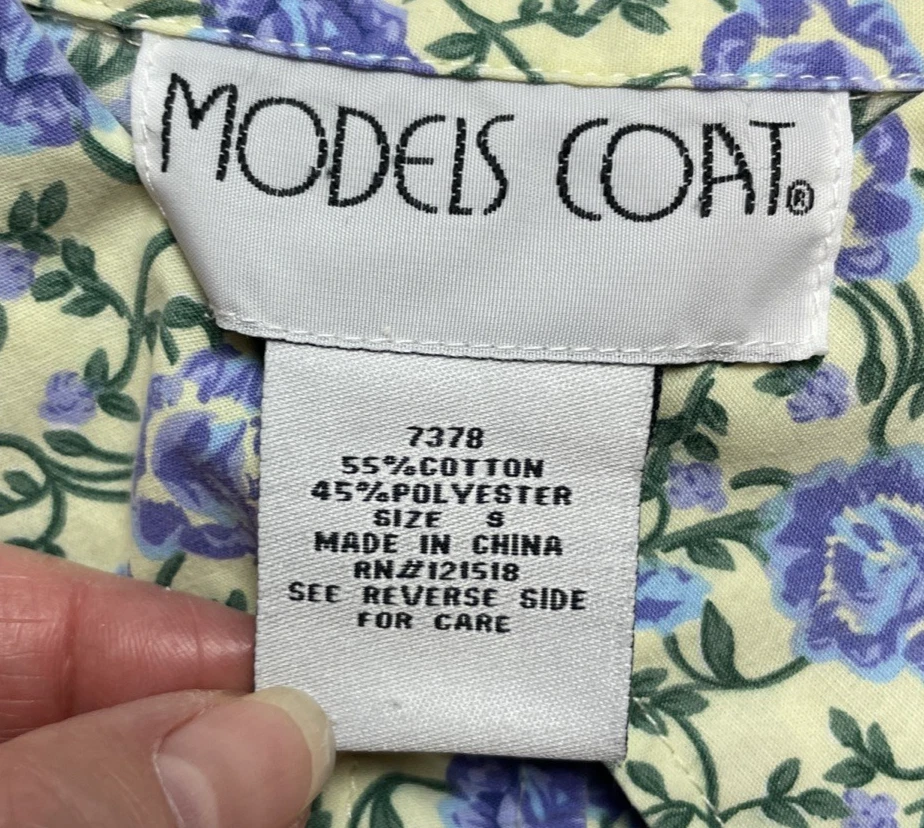 MODELS COAT®
7378
55%COTTON
45%POLYESTER
SIZE S
MADE IN CHINA
RN#121518
SEE REVERSE SIDE
FOR CARE